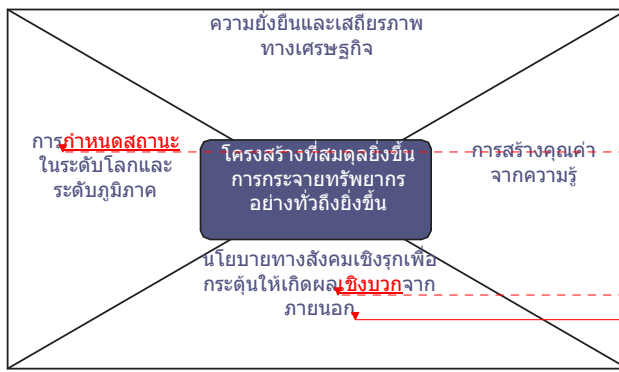 ความยั่งยืนและเสถียรภาพ
ทางเศรษฐกิจ
การกำหนดสถานะ
ในระดับโลกและ
ระดับภูมิภาค
โครงสร้างที่สมดุลยิ่งขึ้น
การกระจายทรัพยากร
อย่างทั่วถึงยิ่งขึ้น
การสร้างคุณค่า
จากความรู้
นโยบายทางสังคมเชิงรุกเพื่อ
กระตุ้นให้เกิดผลเชิงบวกจาก
ภายนอก